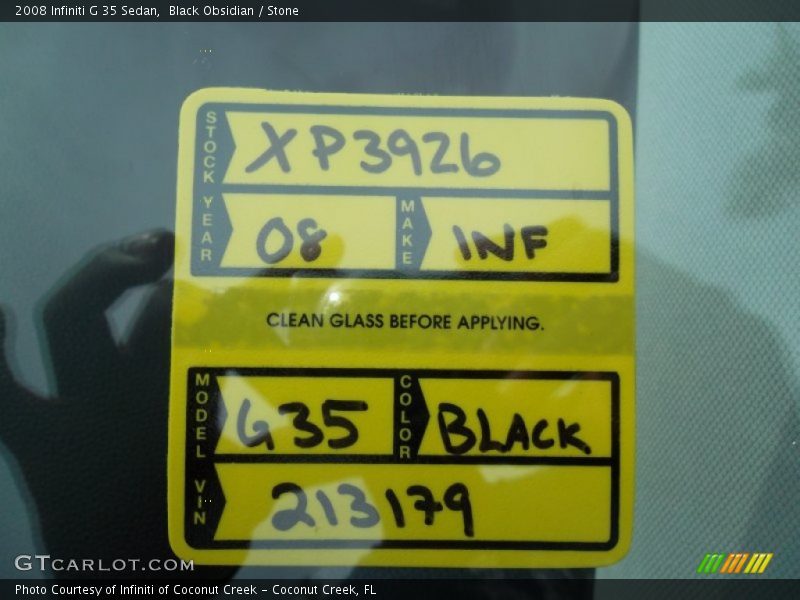 2008 Infiniti G 35 Sedan,  Black Obsidian / Stone
STOCK XP3926
YEAR 08 MAKE INF
CLEAN GLASS BEFORE APPLYING.
MODEL G35 COLOR BLACK
VIN 213179
GTCARLOT.COM
Photo Courtesy of Infiniti of Coconut Creek – Coconut Creek, FL